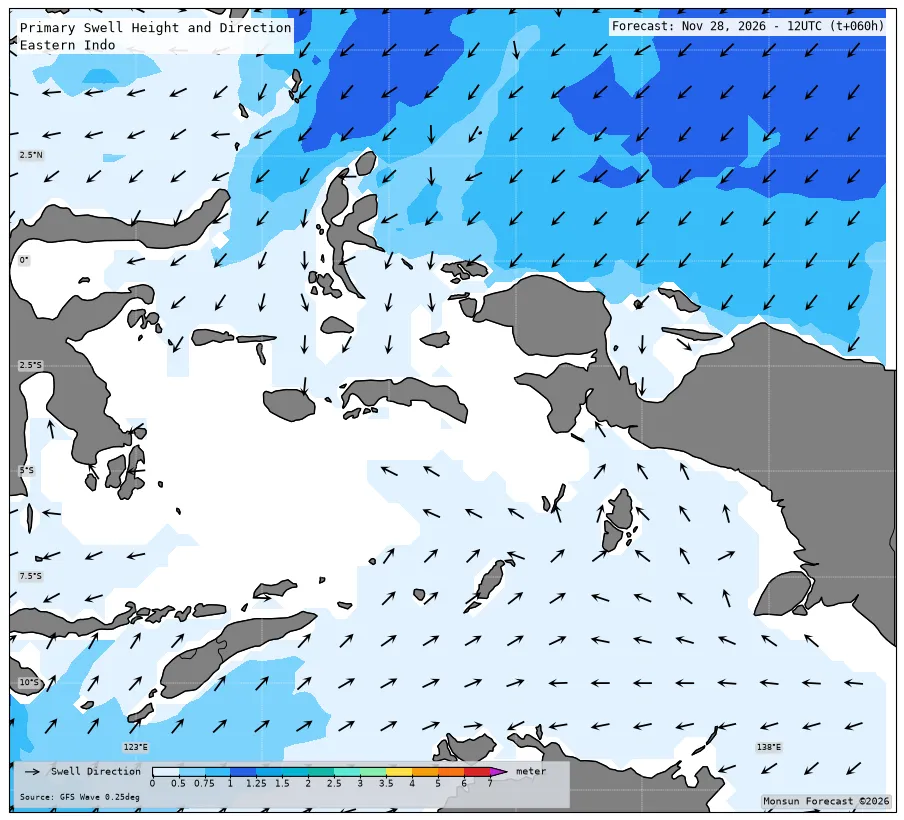 Primary Swell Height and Direction
Eastern Indo
Forecast: Nov 28, 2026 - 12UTC (t+060h)
2.5°N
0°
2.5°S
5°S
7.5°S
10°S
123°E
138°E
Swell Direction
0 0.5 0.75 1 1.25 1.5 2 2.5 3 3.5 4 5 6 7
meter
Source: GFS Wave 0.25deg
Monsun Forecast ©2026